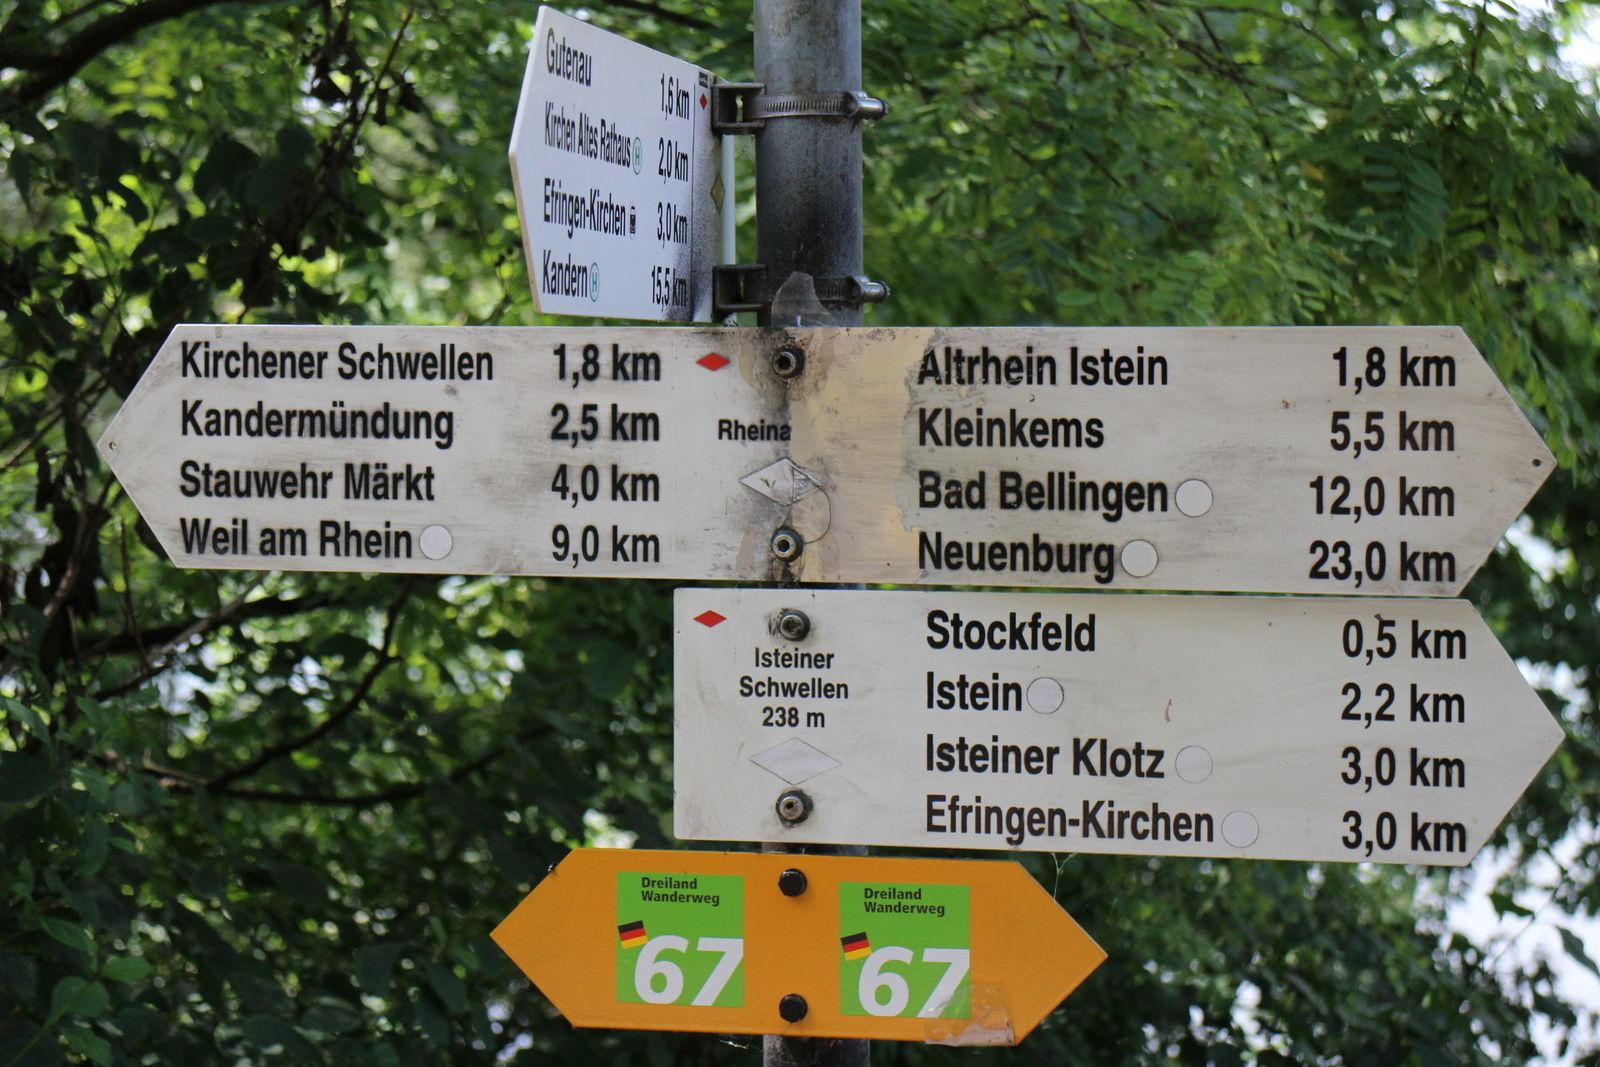 Gutenau 1,6 km
Kirchen Altes Rathaus H 2,0 km
Efringen-Kirchen 3,0 km
Kandern H 15,5 km
Kirchener Schwellen 1,8 km
Kandermündung 2,5 km
Stauwehr Märkt 4,0 km
Weil am Rhein 9,0 km
Rheina
Altrhein Istein 1,8 km
Kleinkems 5,5 km
Bad Bellingen 12,0 km
Neuenburg 23,0 km
Isteiner
Schwellen
238 m
Stockfeld 0,5 km
Istein 2,2 km
Isteiner Klotz 3,0 km
Efringen-Kirchen 3,0 km
Dreiland
Wanderweg
67
Dreiland
Wanderweg
67